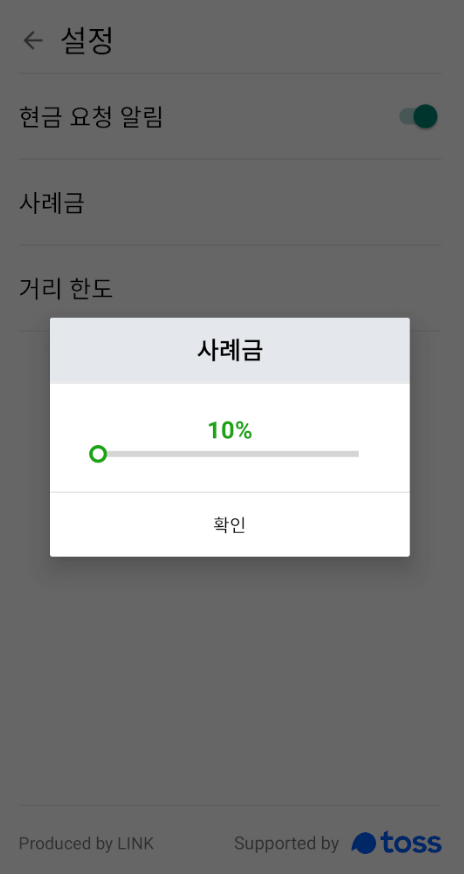 설정
현금 요청 알림
사례금
거리 한도
사례금
10%
확인
Produced by LINK
Supported by toss